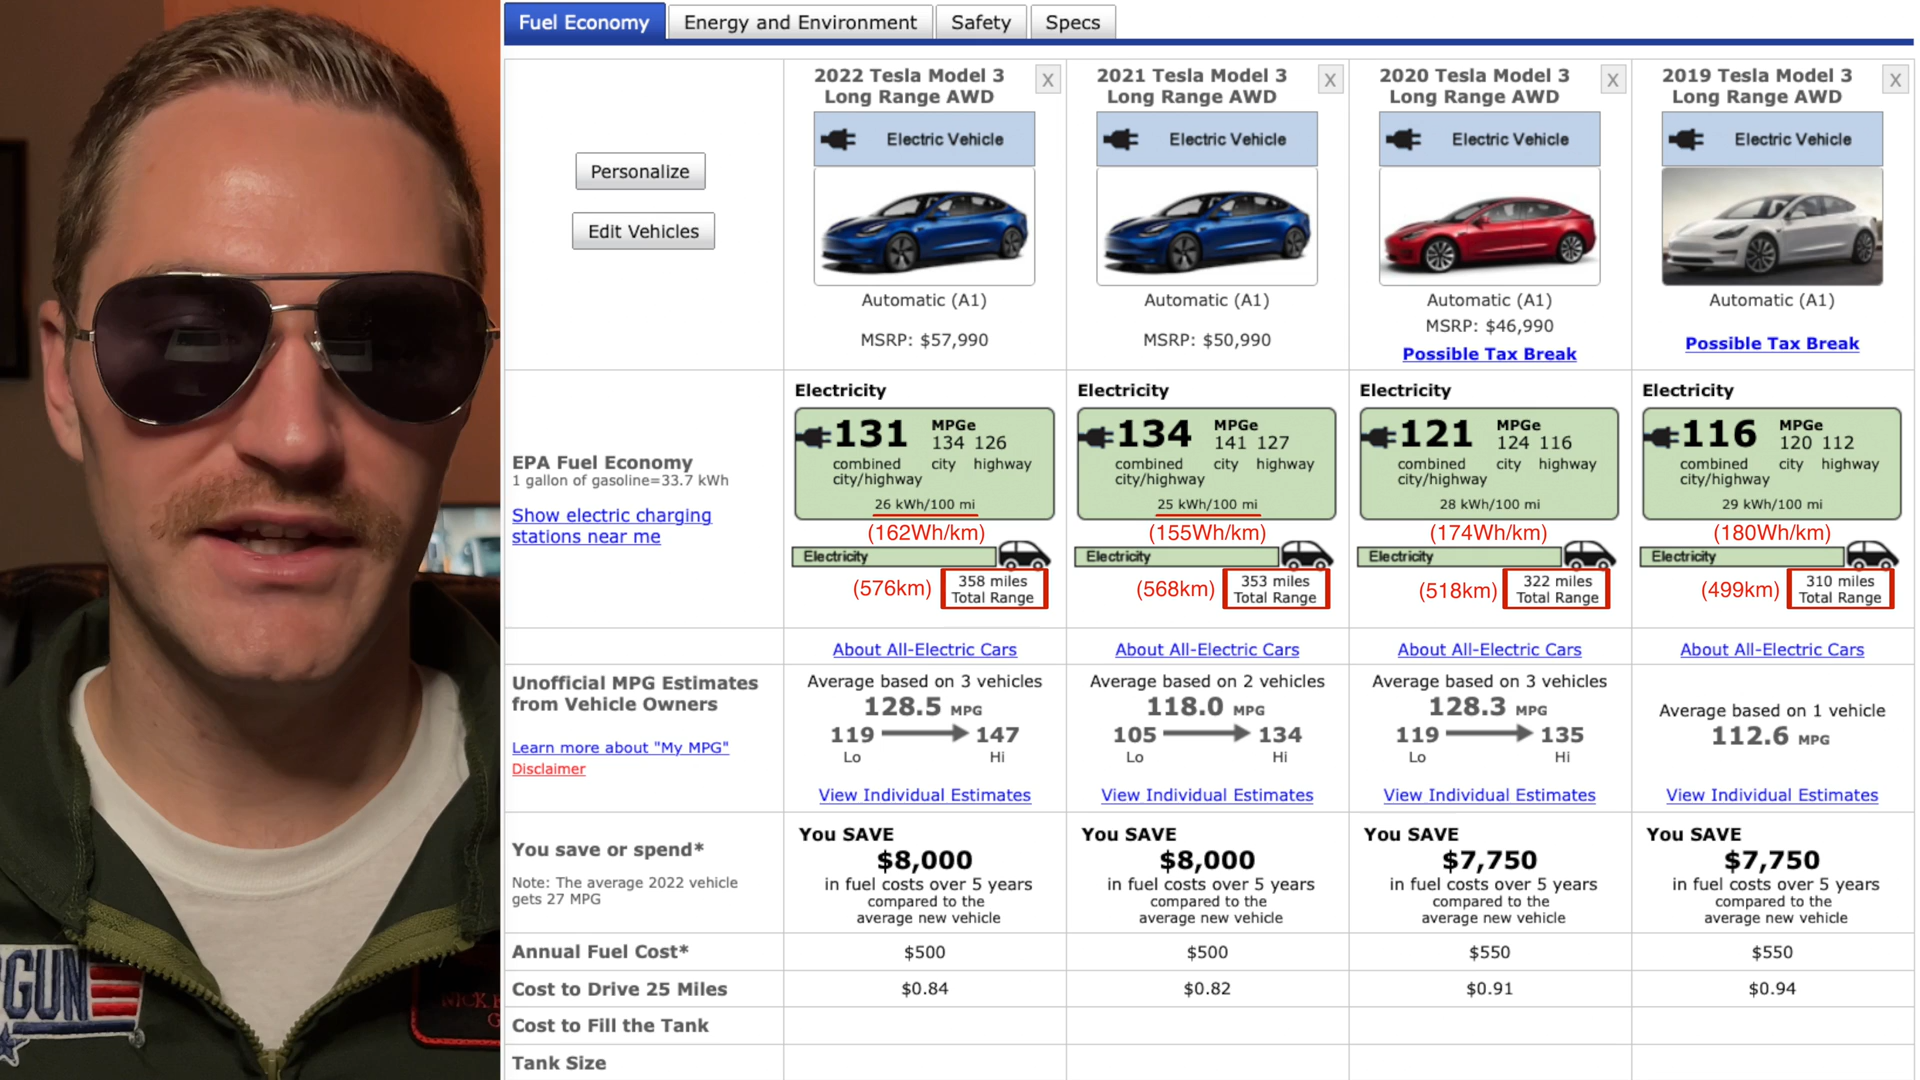 Fuel Economy
Energy and Environment
Safety
Specs
Personalize
Edit Vehicles
2022 Tesla Model 3
Long Range AWD
X
Electric Vehicle
Automatic (A1)
MSRP: $57,990
2021 Tesla Model 3
Long Range AWD
X
Electric Vehicle
Automatic (A1)
MSRP: $50,990
2020 Tesla Model 3
Long Range AWD
X
Electric Vehicle
Automatic (A1)
MSRP: $46,990
Possible Tax Break
2019 Tesla Model 3
Long Range AWD
X
Electric Vehicle
Automatic (A1)
Possible Tax Break
EPA Fuel Economy
1 gallon of gasoline=33.7 kWh
Show electric charging
stations near me
Electricity
131 MPGe
134 126
combined city highway
city/highway
26 kWh/100 mi
(162Wh/km)
Electricity
(576km) 358 miles
Total Range
Electricity
134 MPGe
141 127
combined city highway
city/highway
25 kWh/100 mi
(155Wh/km)
Electricity
(568km) 353 miles
Total Range
Electricity
121 MPGe
124 116
combined city highway
city/highway
28 kWh/100 mi
(174Wh/km)
Electricity
(518km) 322 miles
Total Range
Electricity
116 MPGe
120 112
combined city highway
city/highway
29 kWh/100 mi
(180Wh/km)
Electricity
(499km) 310 miles
Total Range
About All-Electric Cars
About All-Electric Cars
About All-Electric Cars
About All-Electric Cars
Unofficial MPG Estimates
from Vehicle Owners
Learn more about "My MPG"
Disclaimer
Average based on 3 vehicles
128.5 MPG
119 147
Lo Hi
View Individual Estimates
Average based on 2 vehicles
118.0 MPG
105 134
Lo Hi
View Individual Estimates
Average based on 3 vehicles
128.3 MPG
119 135
Lo Hi
View Individual Estimates
Average based on 1 vehicle
112.6 MPG
View Individual Estimates
You save or spend*
Note: The average 2022 vehicle
gets 27 MPG
You SAVE
$8,000
in fuel costs over 5 years
compared to the
average new vehicle
You SAVE
$8,000
in fuel costs over 5 years
compared to the
average new vehicle
You SAVE
$7,750
in fuel costs over 5 years
compared to the
average new vehicle
You SAVE
$7,750
in fuel costs over 5 years
compared to the
average new vehicle
Annual Fuel Cost* $500 $500 $550 $550
Cost to Drive 25 Miles $0.84 $0.82 $0.91 $0.94
Cost to Fill the Tank
Tank Size
GUN
NICK